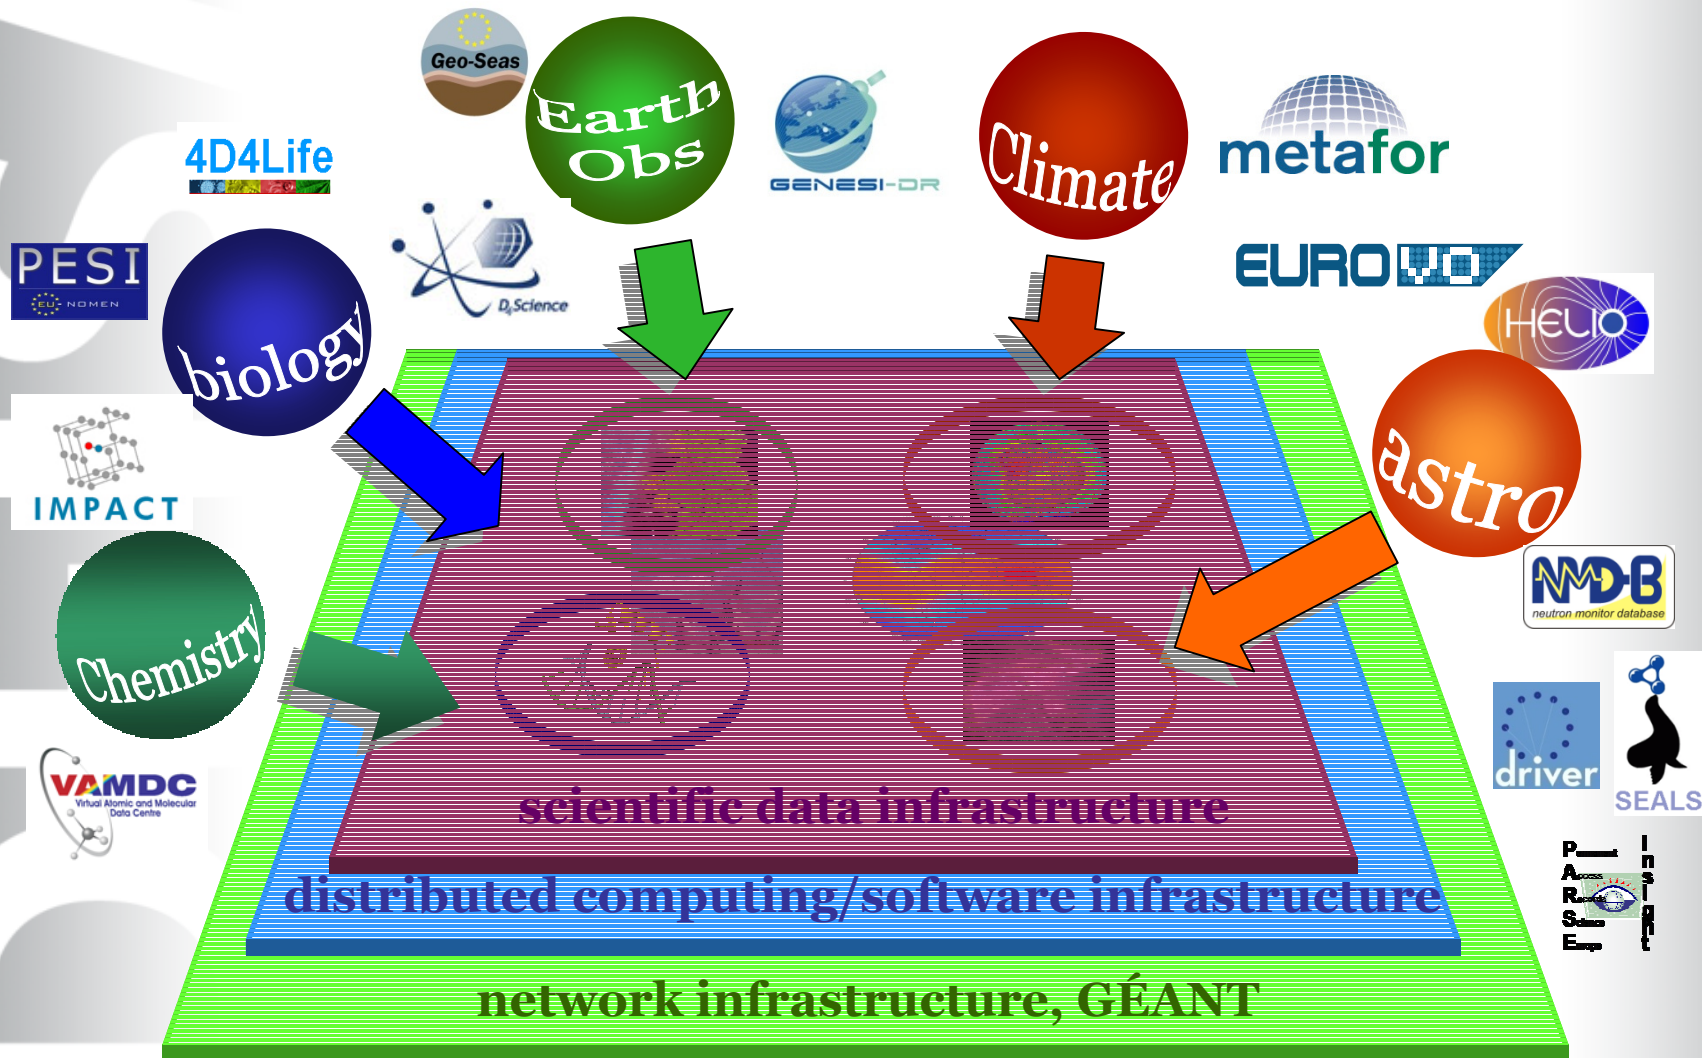 Geo-Seas
Earth
Obs
GENESI-DR
Climate
metafor
4D4Life
PESI
EU- NOMEN
biology
D4Science
EURO VO
HELIO
astro
IMPACT
Chemistry
NMDB
neutron monitor database
VAMDC
Virtual Atomic and Molecular
Data Centre
driver
SEALS
scientific data infrastructure
distributed computing/software infrastructure
network infrastructure, GÉANT
PARSE
Insight